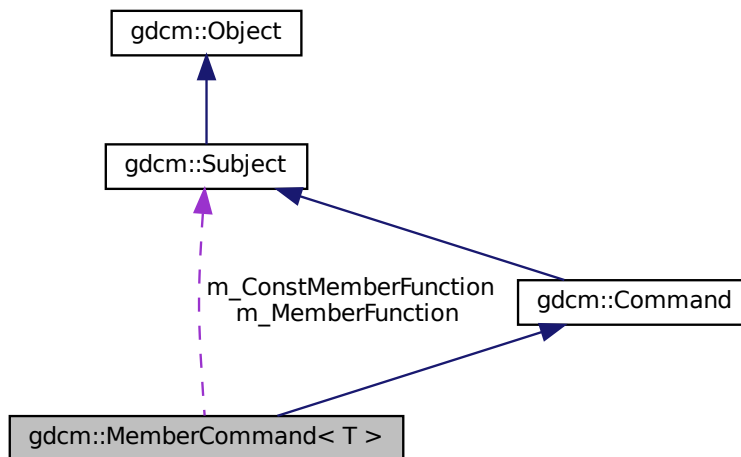 gdcm::Object
gdcm::Subject
m_ConstMemberFunction
m_MemberFunction
gdcm::Command
gdcm::MemberCommand< T >